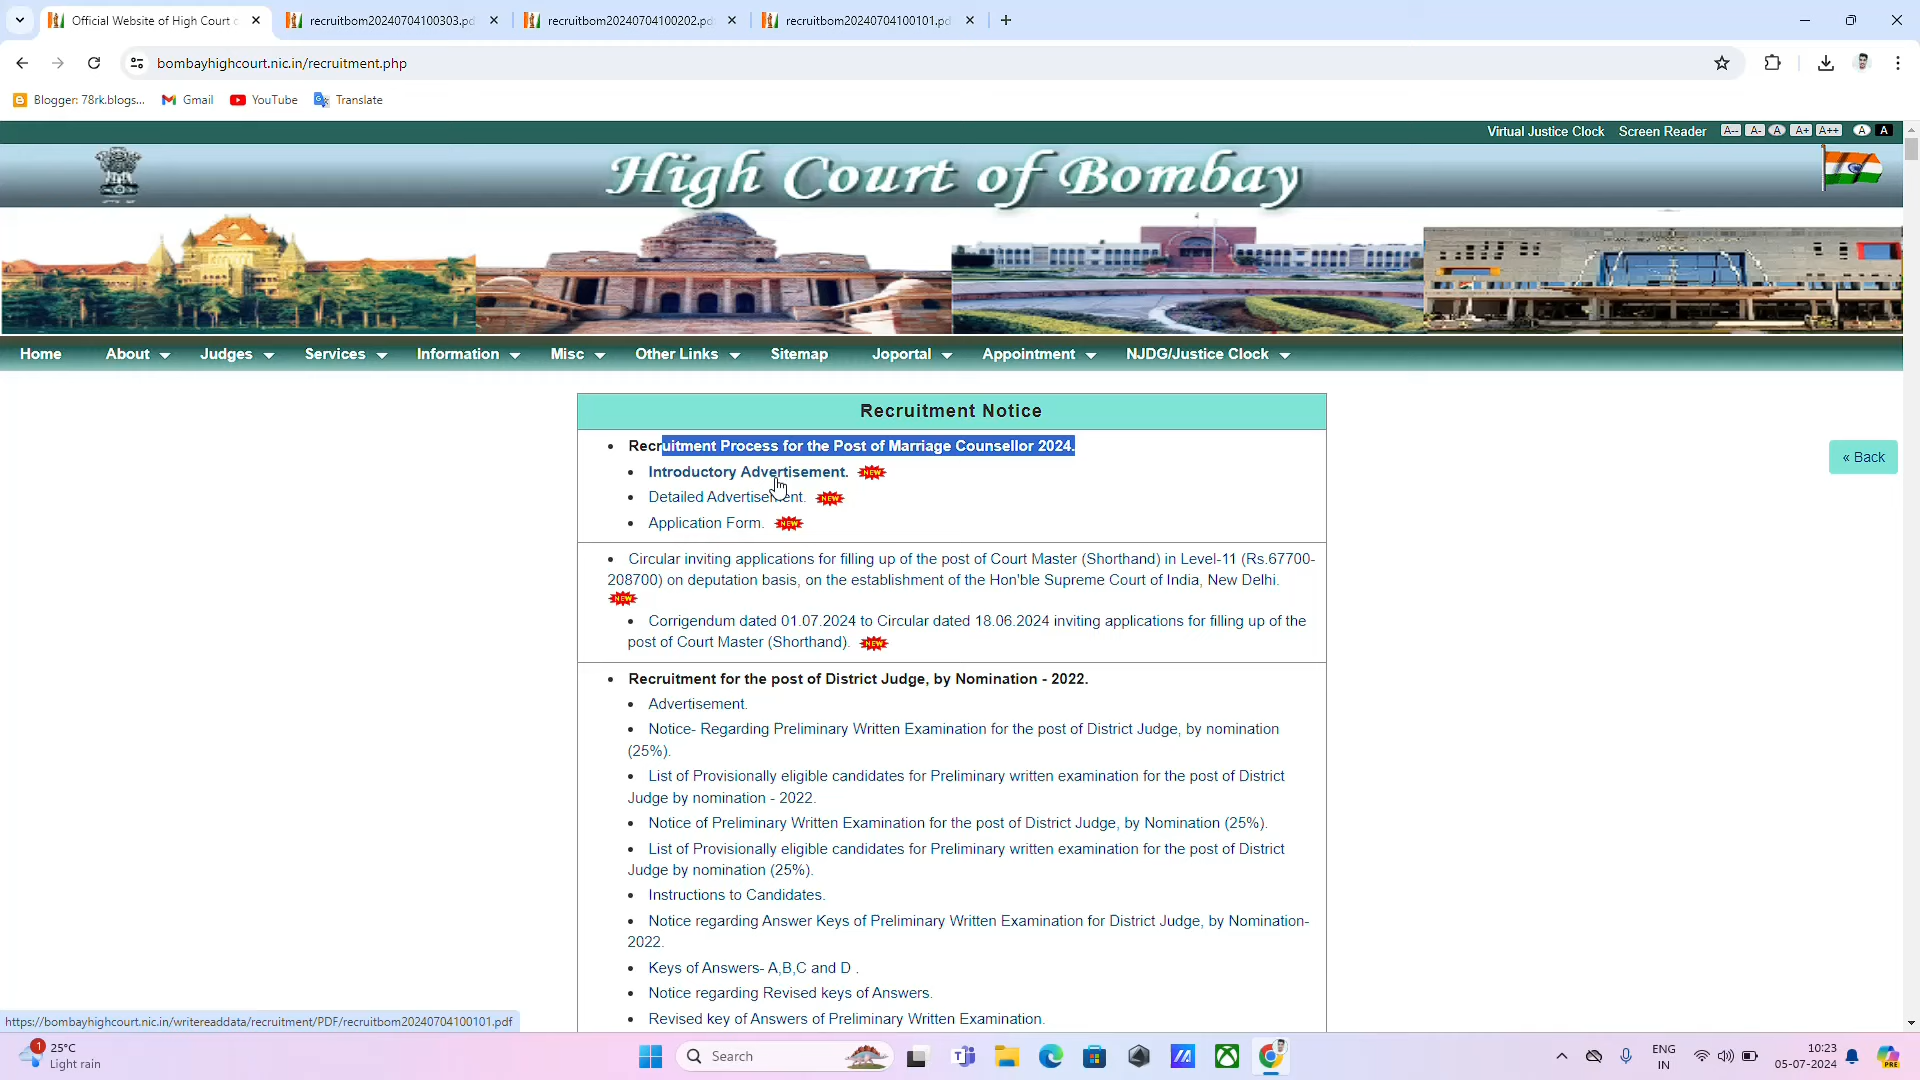 Official Website of High Court o
recruitbom20240704100303.pd
recruitbom20240704100202.pd
recruitbom20240704100101.pd
bombayhighcourt.nic.in/recruitment.php
Blogger: 78rk.blogs...
Gmail
YouTube
Translate
Virtual Justice Clock Screen Reader A-- A- A A+ A++ A A
High Court of Bombay
Home About Judges Services Information Misc Other Links Sitemap Joportal Appointment NJDG/Justice Clock
Recruitment Notice
Recruitment Process for the Post of Marriage Counsellor 2024.
Introductory Advertisement. NEW
« Back
Detailed Advertisement. NEW
Application Form. NEW
Circular inviting applications for filling up of the post of Court Master (Shorthand) in Level-11 (Rs.67700-
208700) on deputation basis, on the establishment of the Hon'ble Supreme Court of India, New Delhi.
NEW
Corrigendum dated 01.07.2024 to Circular dated 18.06.2024 inviting applications for filling up of the
post of Court Master (Shorthand). NEW
Recruitment for the post of District Judge, by Nomination - 2022.
Advertisement.
Notice- Regarding Preliminary Written Examination for the post of District Judge, by nomination
(25%).
List of Provisionally eligible candidates for Preliminary written examination for the post of District
Judge by nomination - 2022.
Notice of Preliminary Written Examination for the post of District Judge, by Nomination (25%).
List of Provisionally eligible candidates for Preliminary written examination for the post of District
Judge by nomination (25%).
Instructions to Candidates.
Notice regarding Answer Keys of Preliminary Written Examination for District Judge, by Nomination-
2022.
Keys of Answers- A,B,C and D .
Notice regarding Revised keys of Answers.
Revised key of Answers of Preliminary Written Examination.
https://bombayhighcourt.nic.in/writereaddata/recruitment/PDF/recruitbom20240704100101.pdf
1
25°C
Light rain
Search
ENG
IN
10:23
05-07-2024
PRE